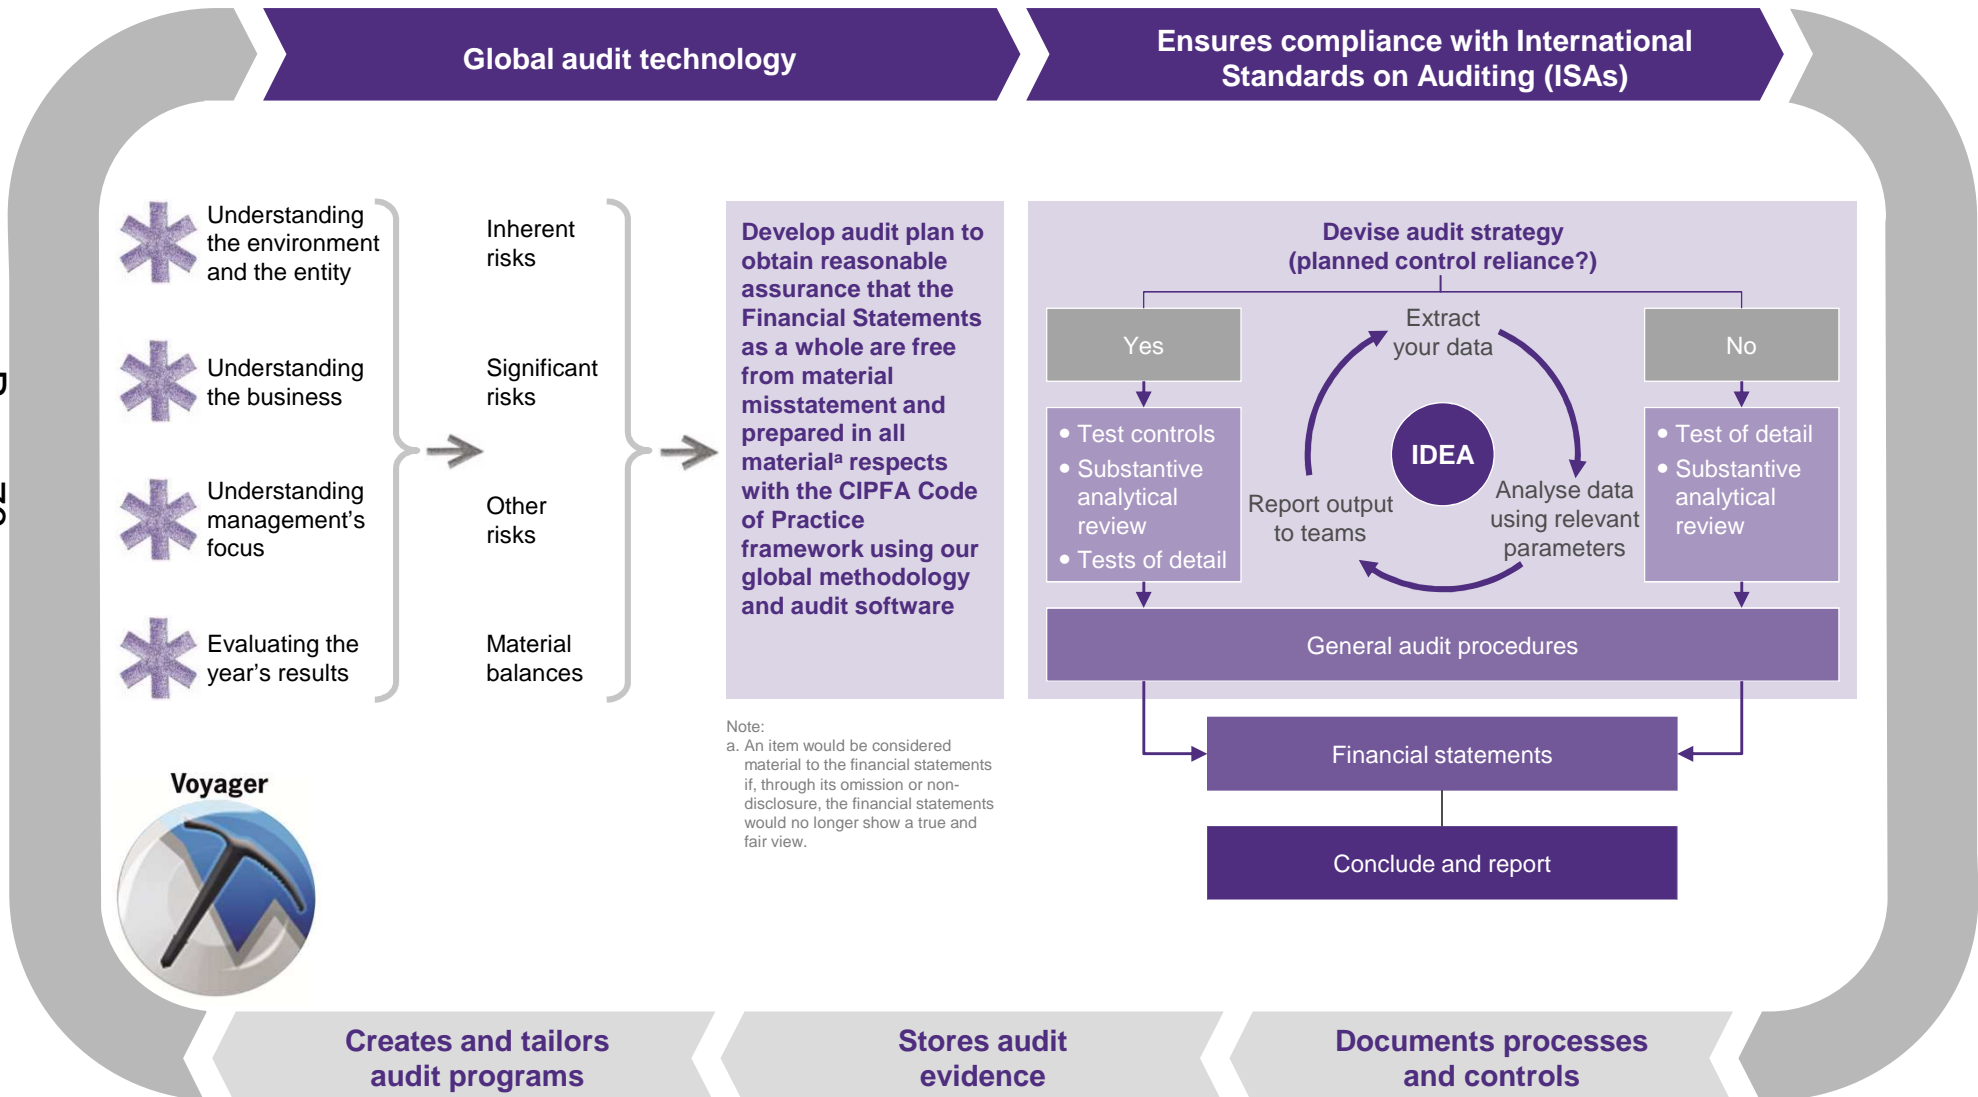 Global audit technology
Ensures compliance with International
Standards on Auditing (ISAs)
Understanding
the environment
and the entity
Understanding
the business
Understanding
management’s
focus
Evaluating the
year’s results
Inherent
risks
Significant
risks
Other
risks
Material
balances
Develop audit plan to
obtain reasonable
assurance that the
Financial Statements
as a whole are free
from material
misstatement and
prepared in all
materialᵃ respects
with the CIPFA Code
of Practice
framework using our
global methodology
and audit software
Note:
a. An item would be considered
material to the financial statements
if, through its omission or non-
disclosure, the financial statements
would no longer show a true and
fair view.
Devise audit strategy
(planned control reliance?)
Yes
• Test controls
• Substantive
analytical
review
• Tests of detail
Extract
your data
IDEA
Analyse data
using relevant
parameters
Report output
to teams
No
• Test of detail
• Substantive
analytical
review
General audit procedures
Financial statements
Conclude and report
Voyager
Creates and tailors
audit programs
Stores audit
evidence
Documents processes
and controls